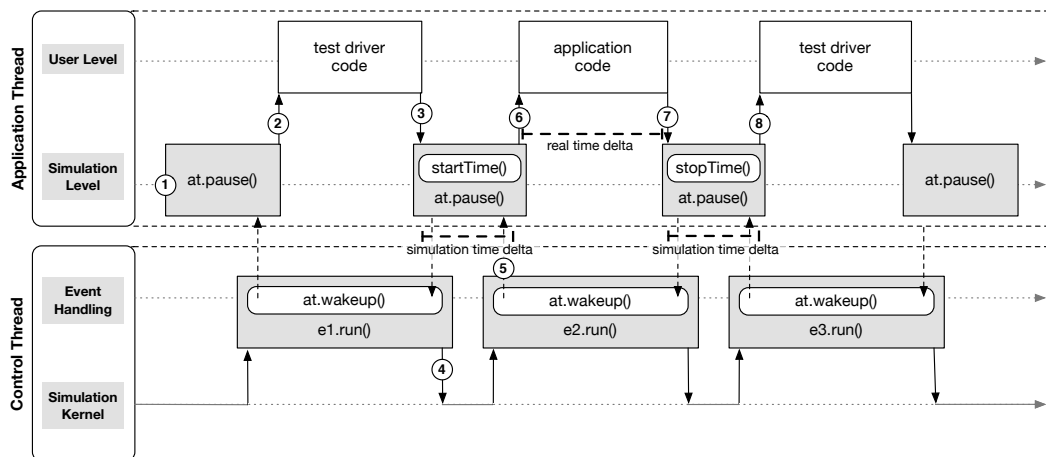 Application Thread
User Level
test driver
code
application
code
test driver
code
2
3
6
7
8
real time delta
Simulation
Level
1
at.pause()
startTime()
at.pause()
stopTime()
at.pause()
at.pause()
simulation time delta
simulation time delta
Control Thread
5
Event
Handling
at.wakeup()
e1.run()
at.wakeup()
e2.run()
at.wakeup()
e3.run()
4
Simulation
Kernel